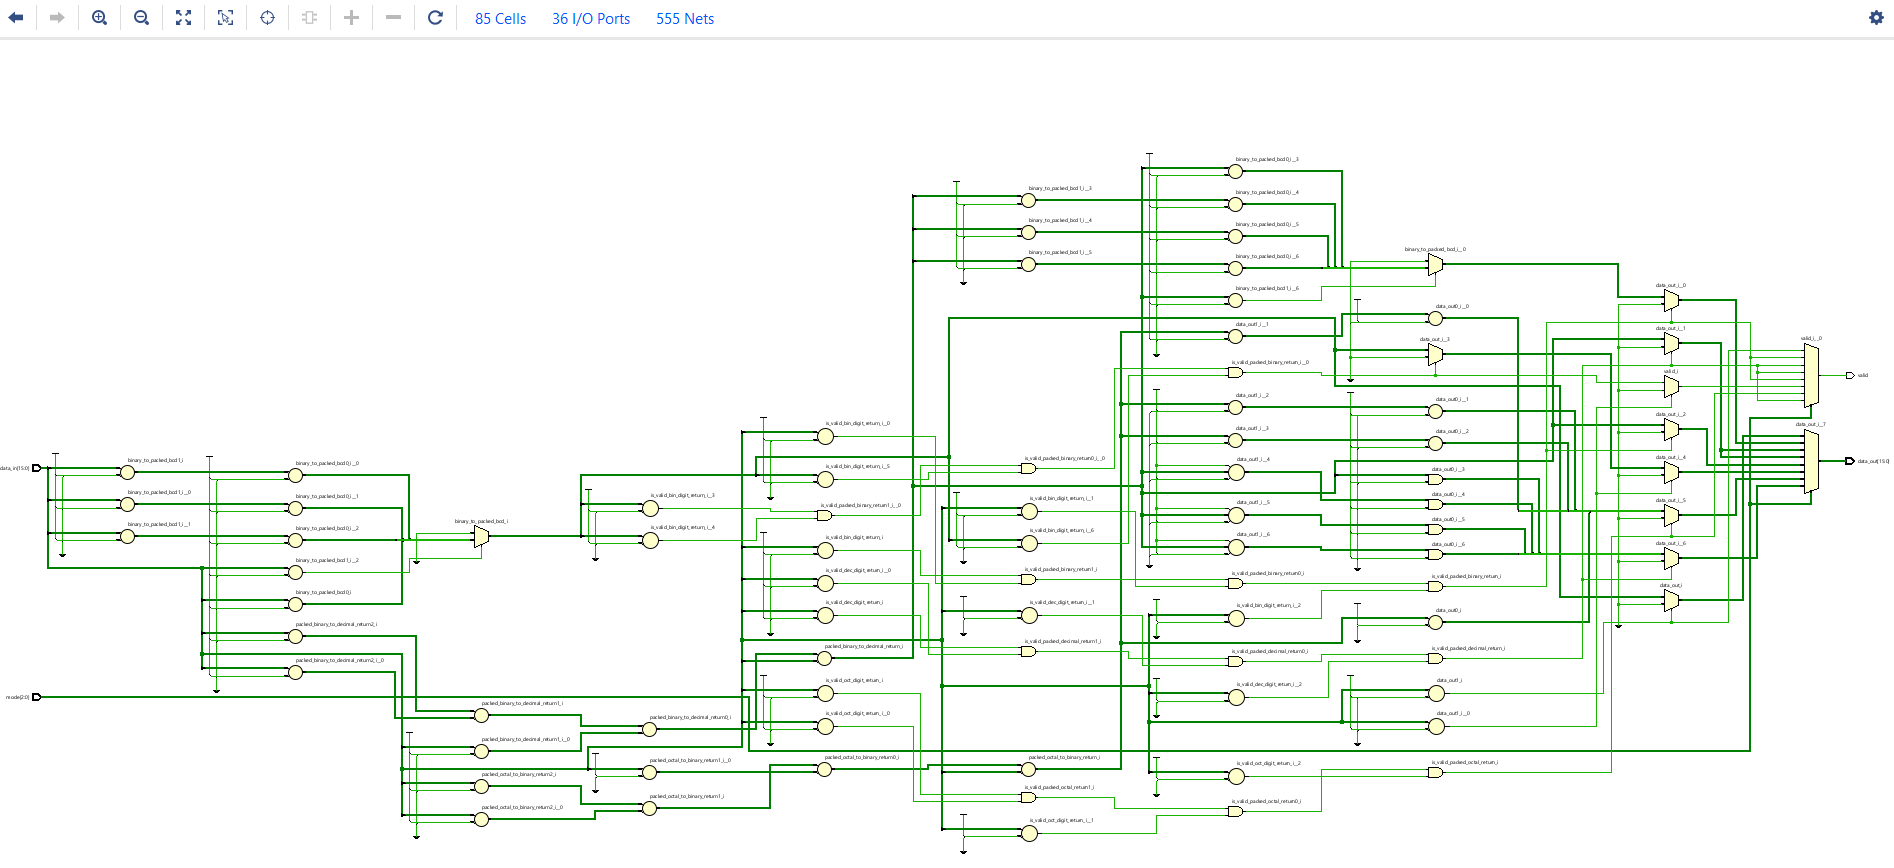 85 Cells 36 I/O Ports 555 Nets
binary_to_packed_bcd0_i__3
binary_to_packed_bcd1_i__3
binary_to_packed_bcd0_i__4
binary_to_packed_bcd1_i__4
binary_to_packed_bcd0_i__5
binary_to_packed_bcd1_i__5
binary_to_packed_bcd0_i__6
binary_to_packed_bcd_i__0
binary_to_packed_bcd1_i__6
data_out_i__0
data_out0_i__0
data_out1_i__1
data_out_i__1
data_out_i__3
valid_i__0
is_valid_packed_binary_return_i__0
valid_i
valid
data_out1_i__2
data_out0_i__1
data_out_i__2
data_out_i__7
is_valid_bin_digit_return_i__0
data_out1_i__3
data_out0_i__2
binary_to_packed_bcd1_i
binary_to_packed_bcd0_i__0
is_valid_bin_digit_return_i__5
is_valid_packed_binary_return0_i__0
data_out1_i__4
data_out0_i__3
data_out_i__4
data_in[15:0]
data_out[15:0]
binary_to_packed_bcd1_i__0
binary_to_packed_bcd0_i__1
is_valid_bin_digit_return_i__3
is_valid_packed_binary_return1_i__0
is_valid_bin_digit_return_i__1
data_out1_i__5
data_out0_i__4
data_out_i__5
binary_to_packed_bcd1_i__1
binary_to_packed_bcd0_i__2
binary_to_packed_bcd_i
is_valid_bin_digit_return_i__4
is_valid_bin_digit_return_i
is_valid_bin_digit_return_i__6
data_out1_i__6
data_out0_i__5
data_out0_i__6
data_out_i__6
binary_to_packed_bcd1_i__2
is_valid_dec_digit_return_i__0
is_valid_packed_binary_return1_i
is_valid_packed_binary_return0_i
is_valid_packed_binary_return_i
data_out_i
binary_to_packed_bcd0_i
is_valid_dec_digit_return_i
is_valid_dec_digit_return_i__1
is_valid_bin_digit_return_i__2
data_out0_i
packed_binary_to_decimal_return2_i
packed_binary_to_decimal_return_i
is_valid_packed_decimal_return1_i
is_valid_packed_decimal_return0_i
is_valid_packed_decimal_return_i
packed_binary_to_decimal_return2_i__0
is_valid_oct_digit_return_i
is_valid_dec_digit_return_i__2
data_out1_i
mode[2:0]
packed_binary_to_decimal_return1_i
packed_binary_to_decimal_return0_i
is_valid_oct_digit_return_i__0
data_out1_i__0
packed_binary_to_decimal_return1_i__0
packed_octal_to_binary_return1_i__0
packed_octal_to_binary_return0_i
packed_octal_to_binary_return_i
is_valid_oct_digit_return_i__2
is_valid_packed_octal_return_i
packed_octal_to_binary_return2_i
packed_octal_to_binary_return1_i
is_valid_packed_octal_return1_i
is_valid_packed_octal_return0_i
packed_octal_to_binary_return2_i__0
is_valid_oct_digit_return_i__1